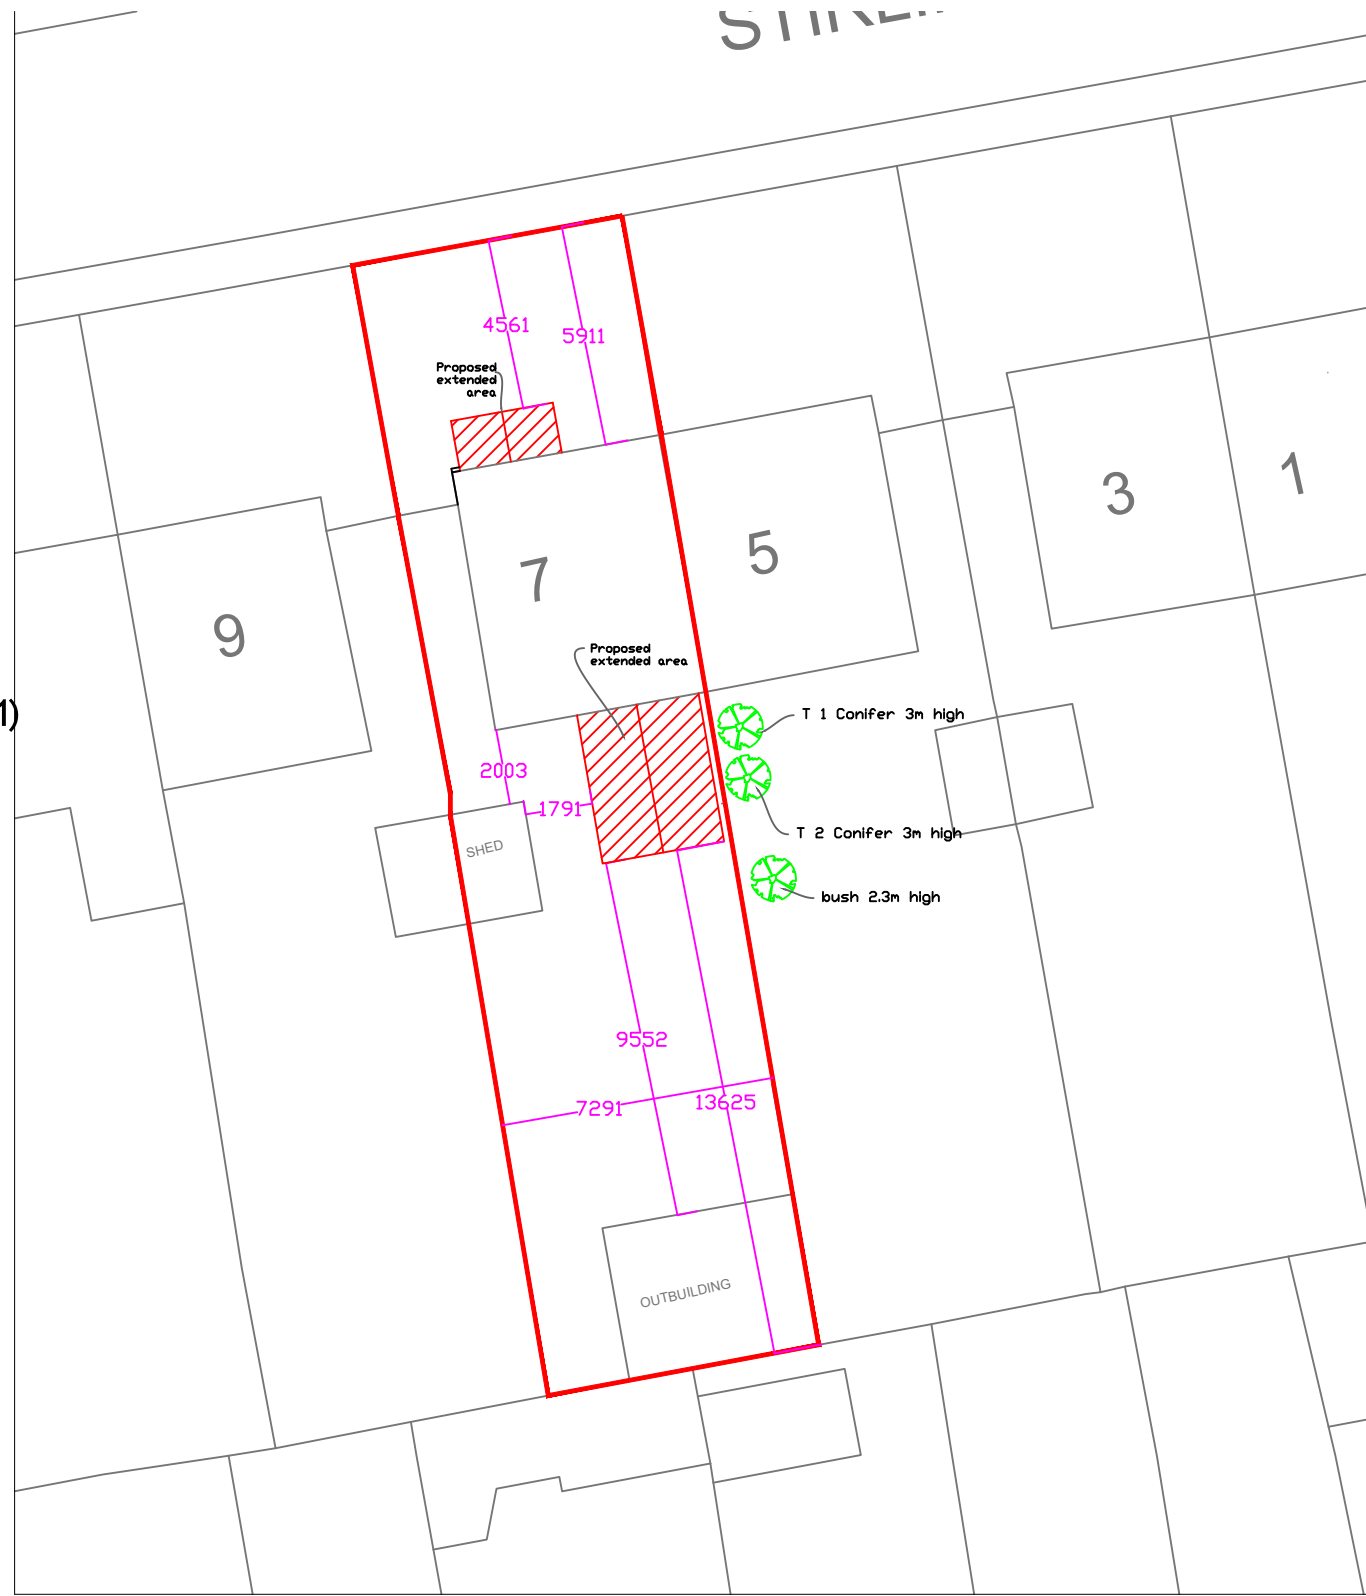 4561
5911
Proposed
extended
area
3
1
5
7
9
Proposed
extended area
1)
T 1 Conifer 3m high
2003
1791
T 2 Conifer 3m high
SHED
bush 2.3m high
9552
7291
13625
OUTBUILDING